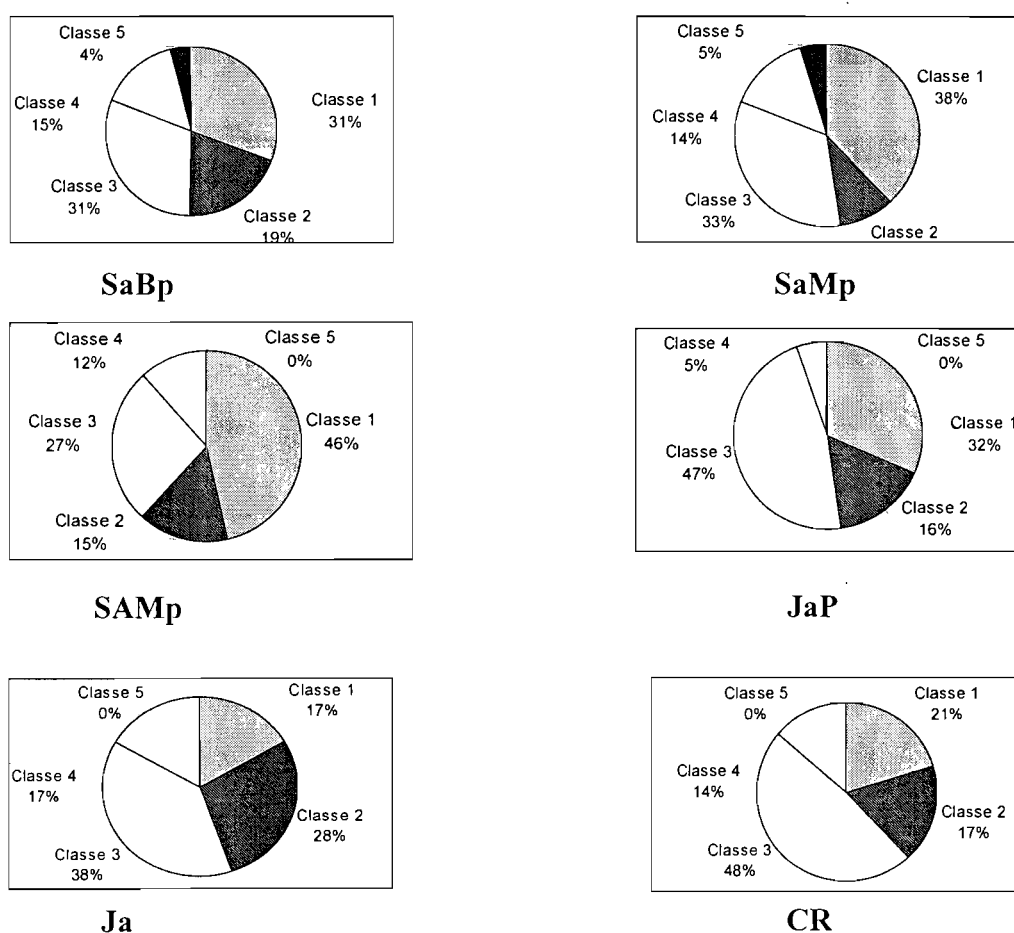 Classe 5
4%
Classe 1
31%
Classe 4
15%
Classe 3
31%
Classe 2
19%
SaBp
Classe 5
5%
Classe 1
38%
Classe 4
14%
Classe 3
33%
Classe 2
SaMp
Classe 4
12%
Classe 5
0%
Classe 3
27%
Classe 1
46%
Classe 2
15%
SAMp
Classe 4
5%
Classe 5
0%
Classe 1
32%
Classe 3
47%
Classe 2
16%
JaP
Classe 5
0%
Classe 1
17%
Classe 4
17%
Classe 2
28%
Classe 3
38%
Ja
Classe 5
0%
Classe 1
21%
Classe 4
14%
Classe 2
17%
Classe 3
48%
CR